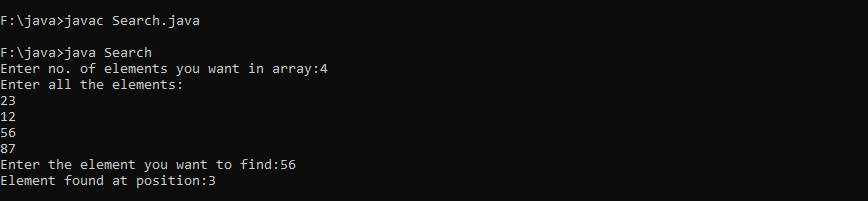 F:\java>javac Search.java
F:\java>java Search
Enter no. of elements you want in array:4
Enter all the elements:
23
12
56
87
Enter the element you want to find:56
Element found at position:3